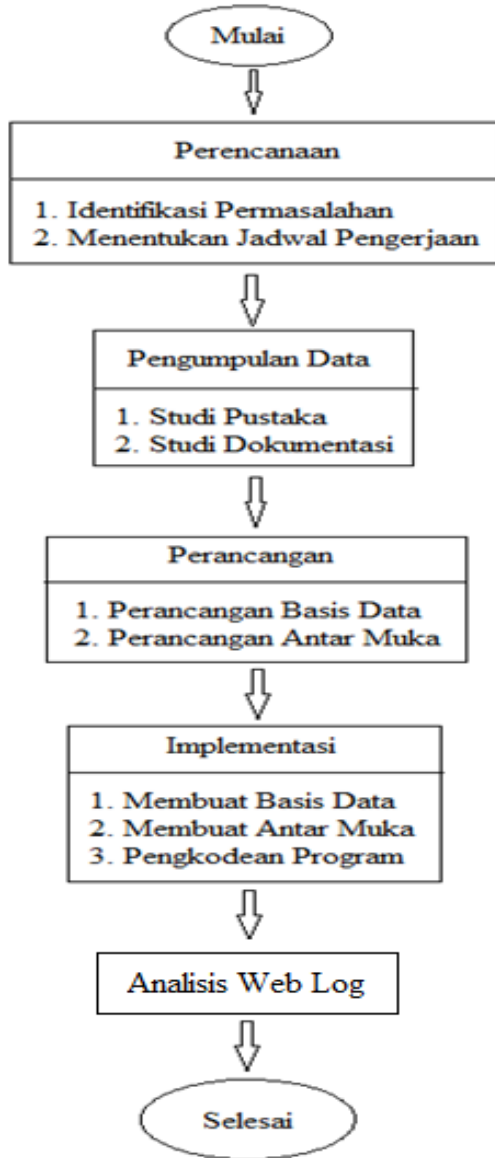 Mulai
Perencanaan
1. Identifikasi Permasalahan
2. Menentukan Jadwal Pengerjaan
Pengumpulan Data
1. Studi Pustaka
2. Studi Dokumentasi
Perancangan
1. Perancangan Basis Data
2. Perancangan Antar Muka
Implementasi
1. Membuat Basis Data
2. Membuat Antar Muka
3. Pengkodean Program
Analisis Web Log
Selesai